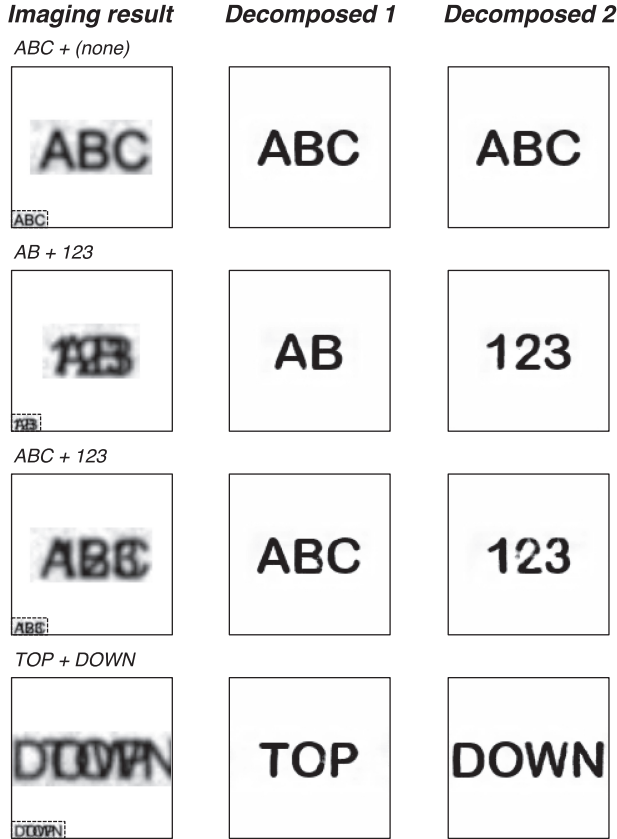 Imaging result Decomposed 1 Decomposed 2
ABC + (none)
ABC ABC ABC
ABC
AB + 123
AB 123
ABC + 123
ABC 123
TOP + DOWN
TOP DOWN